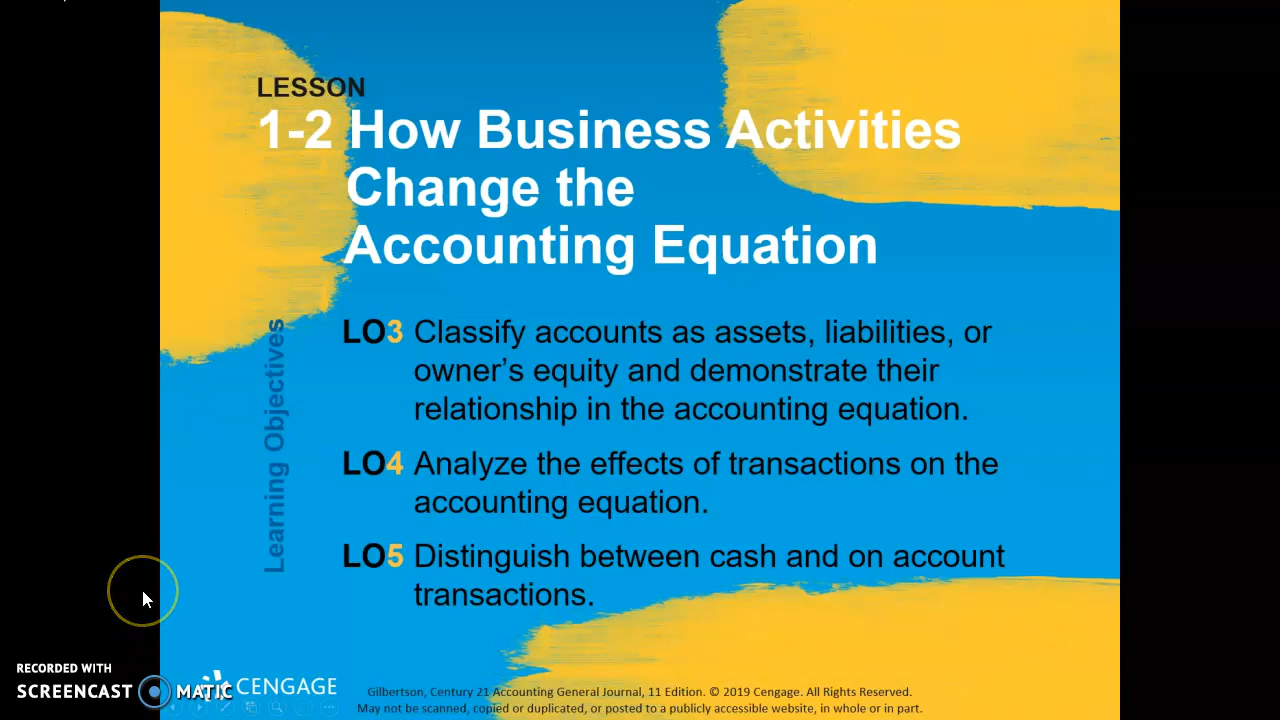 LESSON
1-2 How Business Activities
Change the
Accounting Equation
Learning Objectives
LO3 Classify accounts as assets, liabilities, or
owner’s equity and demonstrate their
relationship in the accounting equation.
LO4 Analyze the effects of transactions on the
accounting equation.
LO5 Distinguish between cash and on account
transactions.
RECORDED WITH
SCREENCAST MATIC
CENGAGE
Gilbertson, Century 21 Accounting General Journal, 11 Edition. © 2019 Cengage. All Rights Reserved.
May not be scanned, copied or duplicated, or posted to a publicly accessible website, in whole or in part.